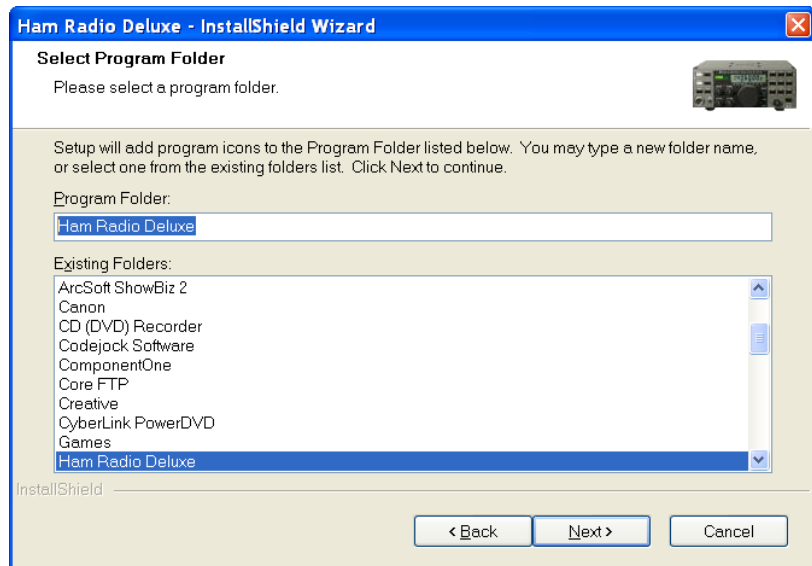 Ham Radio Deluxe - InstallShield Wizard
Select Program Folder
Please select a program folder.
Setup will add program icons to the Program Folder listed below. You may type a new folder name,
or select one from the existing folders list. Click Next to continue.
Program Folder:
Ham Radio Deluxe
Existing Folders:
ArcSoft ShowBiz 2
Canon
CD (DVD) Recorder
Codejock Software
ComponentOne
Core FTP
Creative
CyberLink PowerDVD
Games
Ham Radio Deluxe
InstallShield
< Back
Next >
Cancel